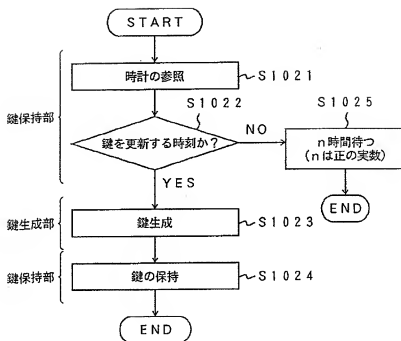 START
鍵保持部
時計の参照
S1021
S1022
鍵を更新する時刻か?
NO
S1025
n時間待つ
(nは正の実数)
END
YES
鍵生成部
鍵生成
S1023
鍵保持部
鍵の保持
S1024
END